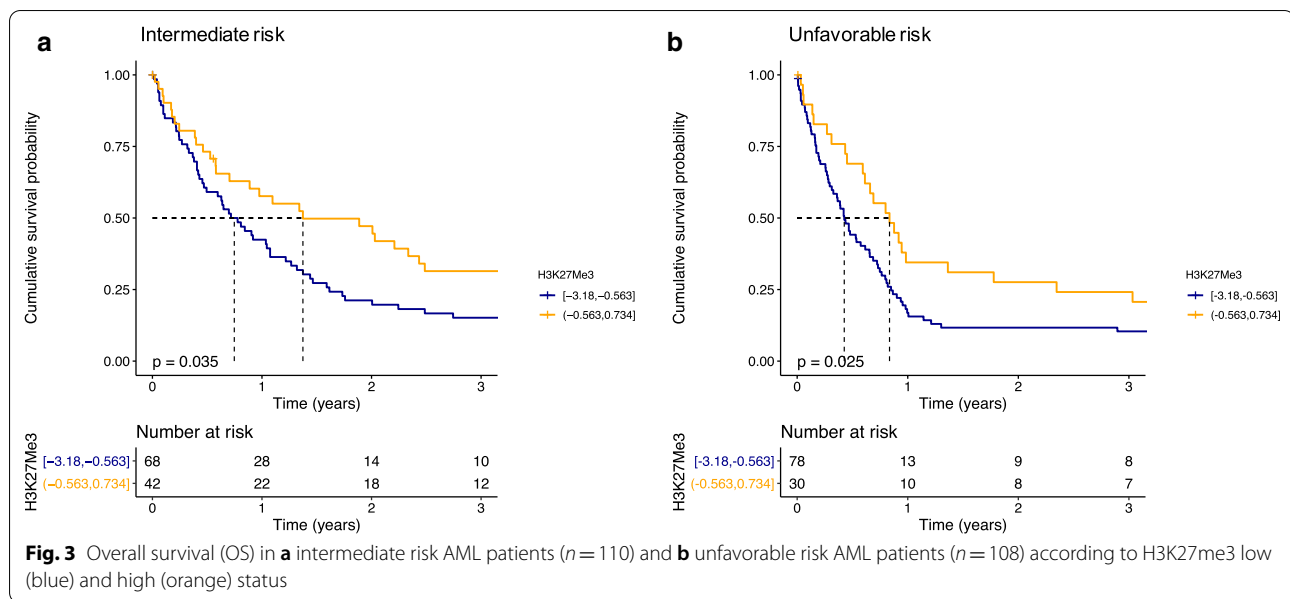 a Intermediate risk
Cumulative survival probability
1.00
0.75
0.50
0.25
0.00
p = 0.035
0 1 2 3
Time (years)
H3K27Me3
[−3.18,−0.563]
(−0.563,0.734]
Number at risk
H3K27Me3
[−3.18,−0.563] 68 28 14 10
(−0.563,0.734] 42 22 18 12
0 1 2 3
Time (years)
b Unfavorable risk
Cumulative survival probability
1.00
0.75
0.50
0.25
0.00
p = 0.025
0 1 2 3
Time (years)
H3K27Me3
[-3.18,-0.563]
(-0.563,0.734]
Number at risk
H3K27Me3
[-3.18,-0.563] 78 13 9 8
(-0.563,0.734] 30 10 8 7
0 1 2 3
Time (years)
Fig. 3 Overall survival (OS) in a intermediate risk AML patients (n = 110) and b unfavorable risk AML patients (n = 108) according to H3K27me3 low
(blue) and high (orange) status